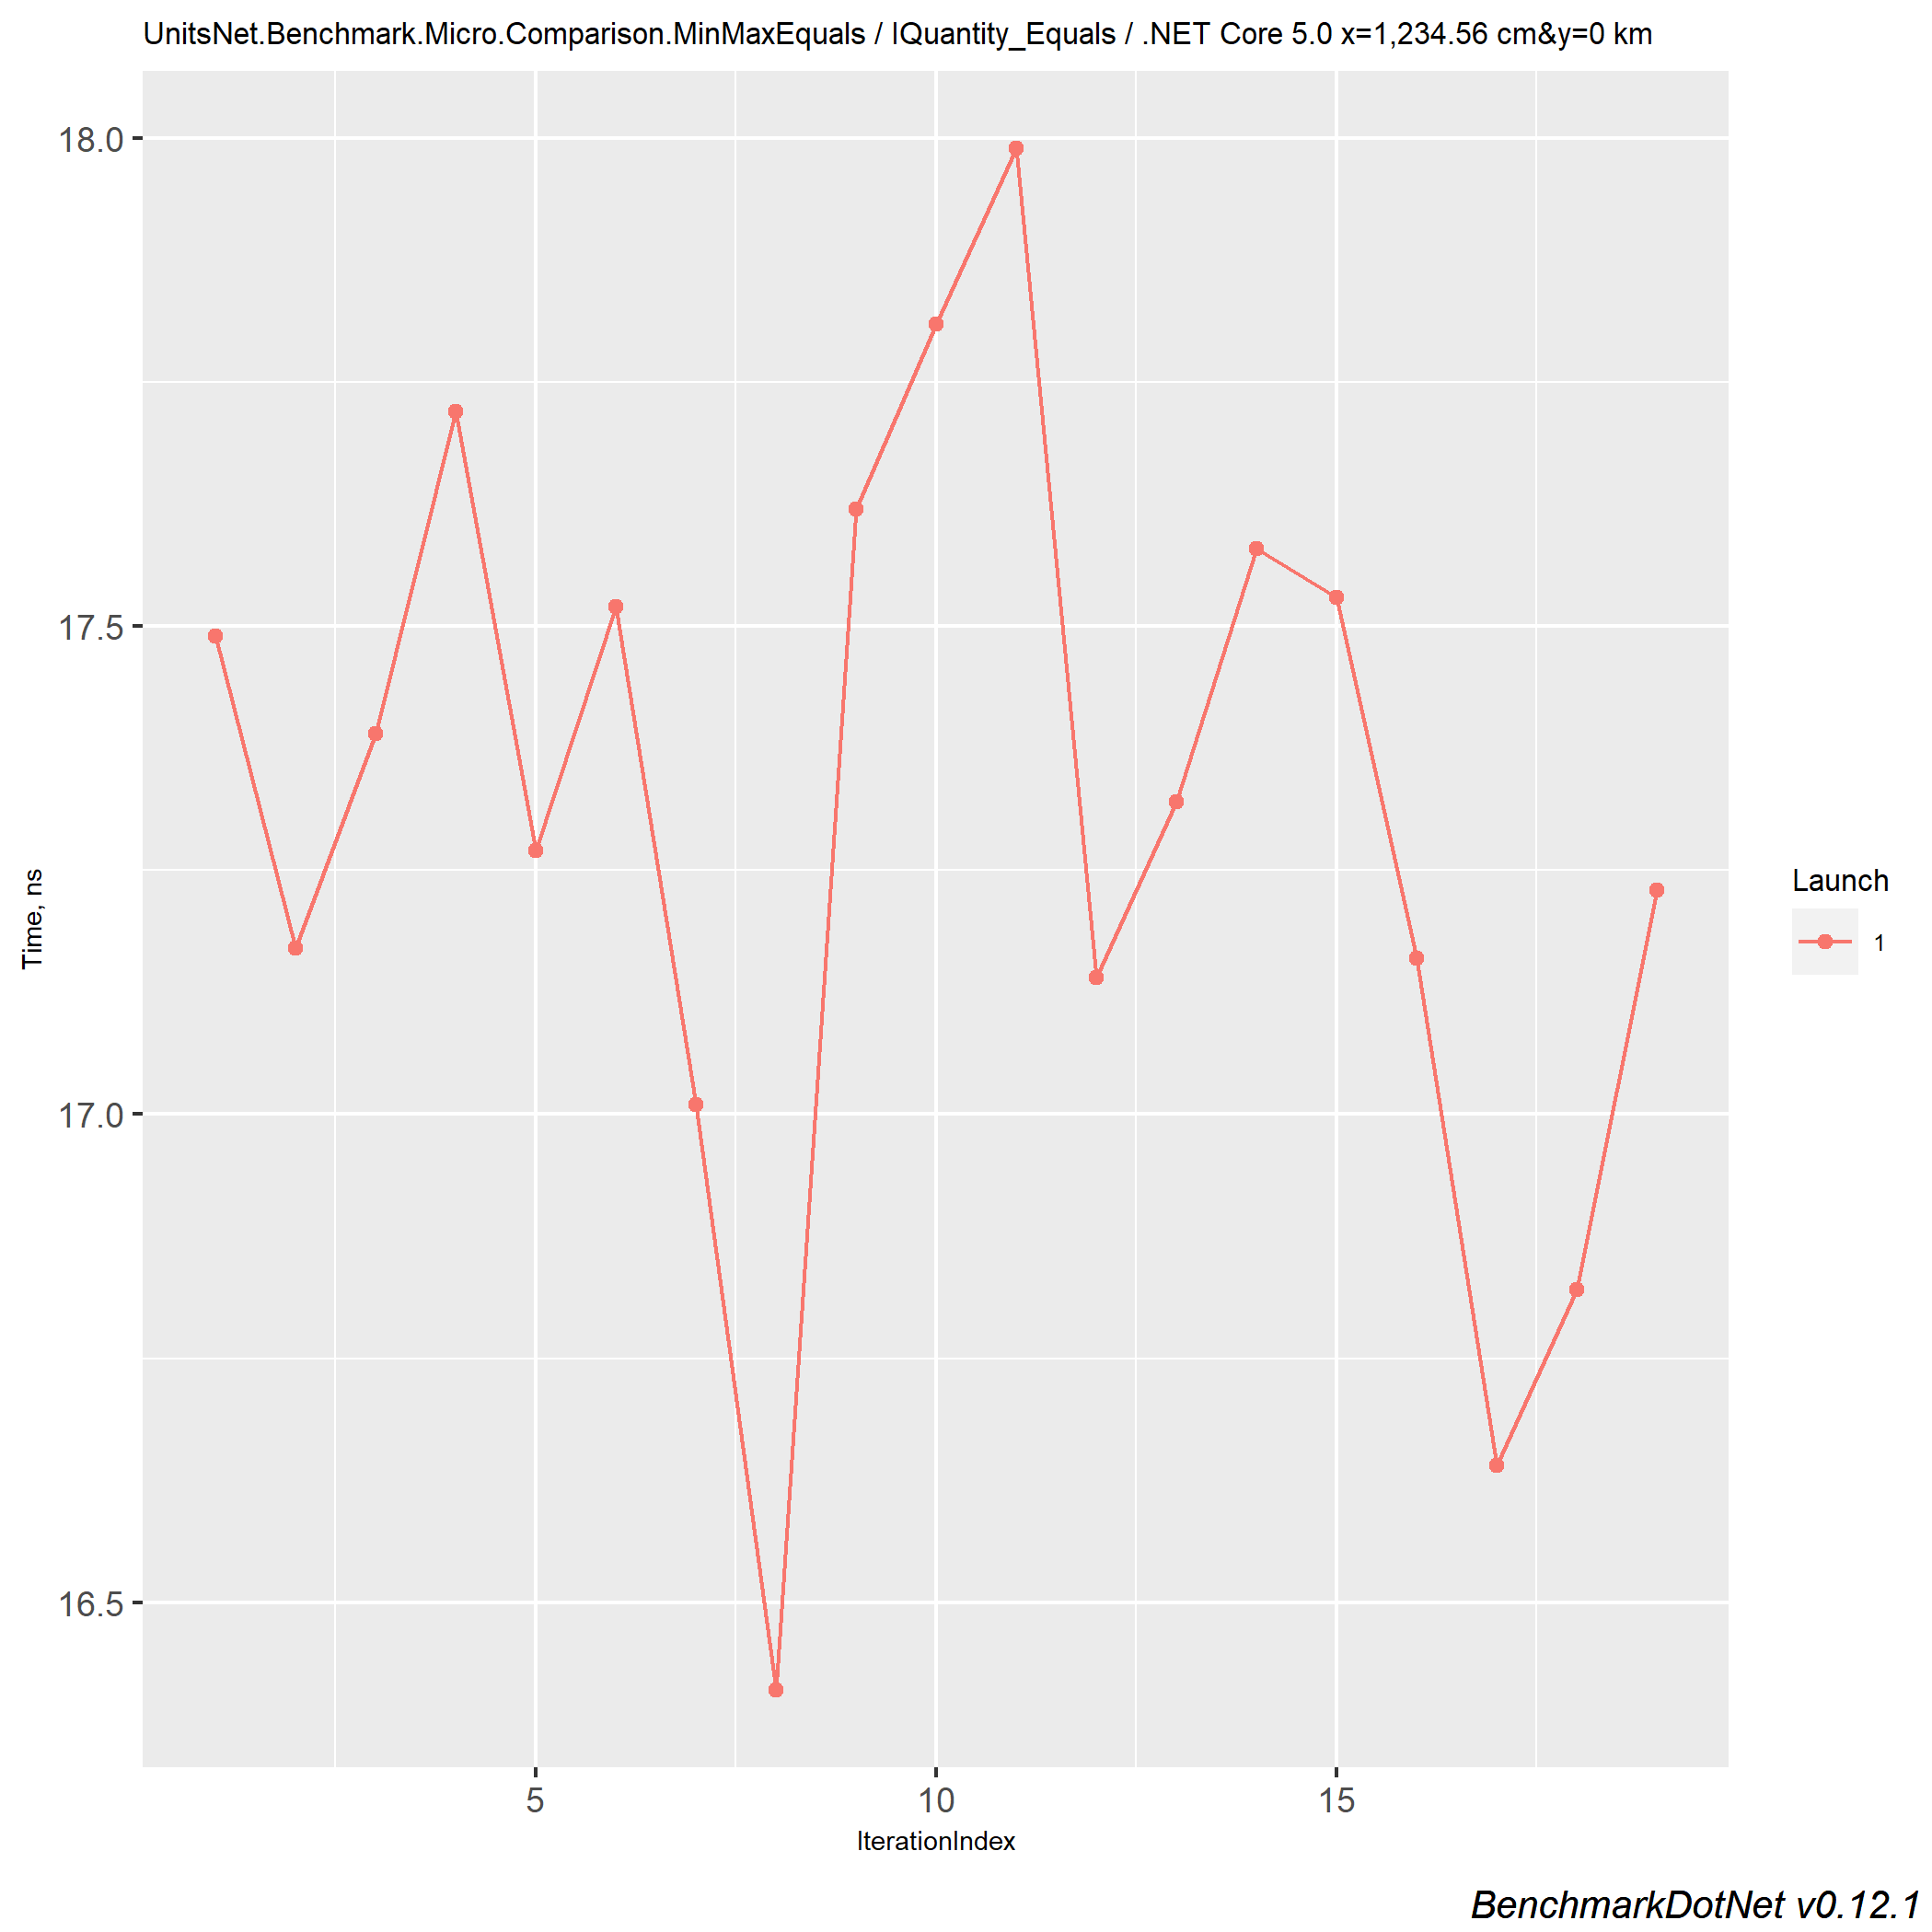 UnitsNet.Benchmark.Micro.Comparison.MinMaxEquals / IQuantity_Equals / .NET Core 5.0 x=1,234.56 cm&y=0 km
18.0
17.5
17.0
16.5
Time, ns
5 10 15
IterationIndex
Launch
1
BenchmarkDotNet v0.12.1